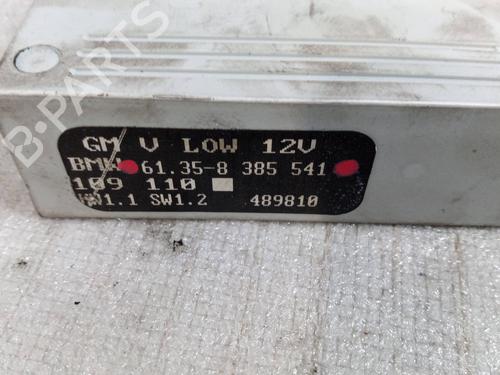 B-PARTS
GM V LOW 12V
BMW 61.35-8 385 541
109 110
HW1.1 SW1.2 489810